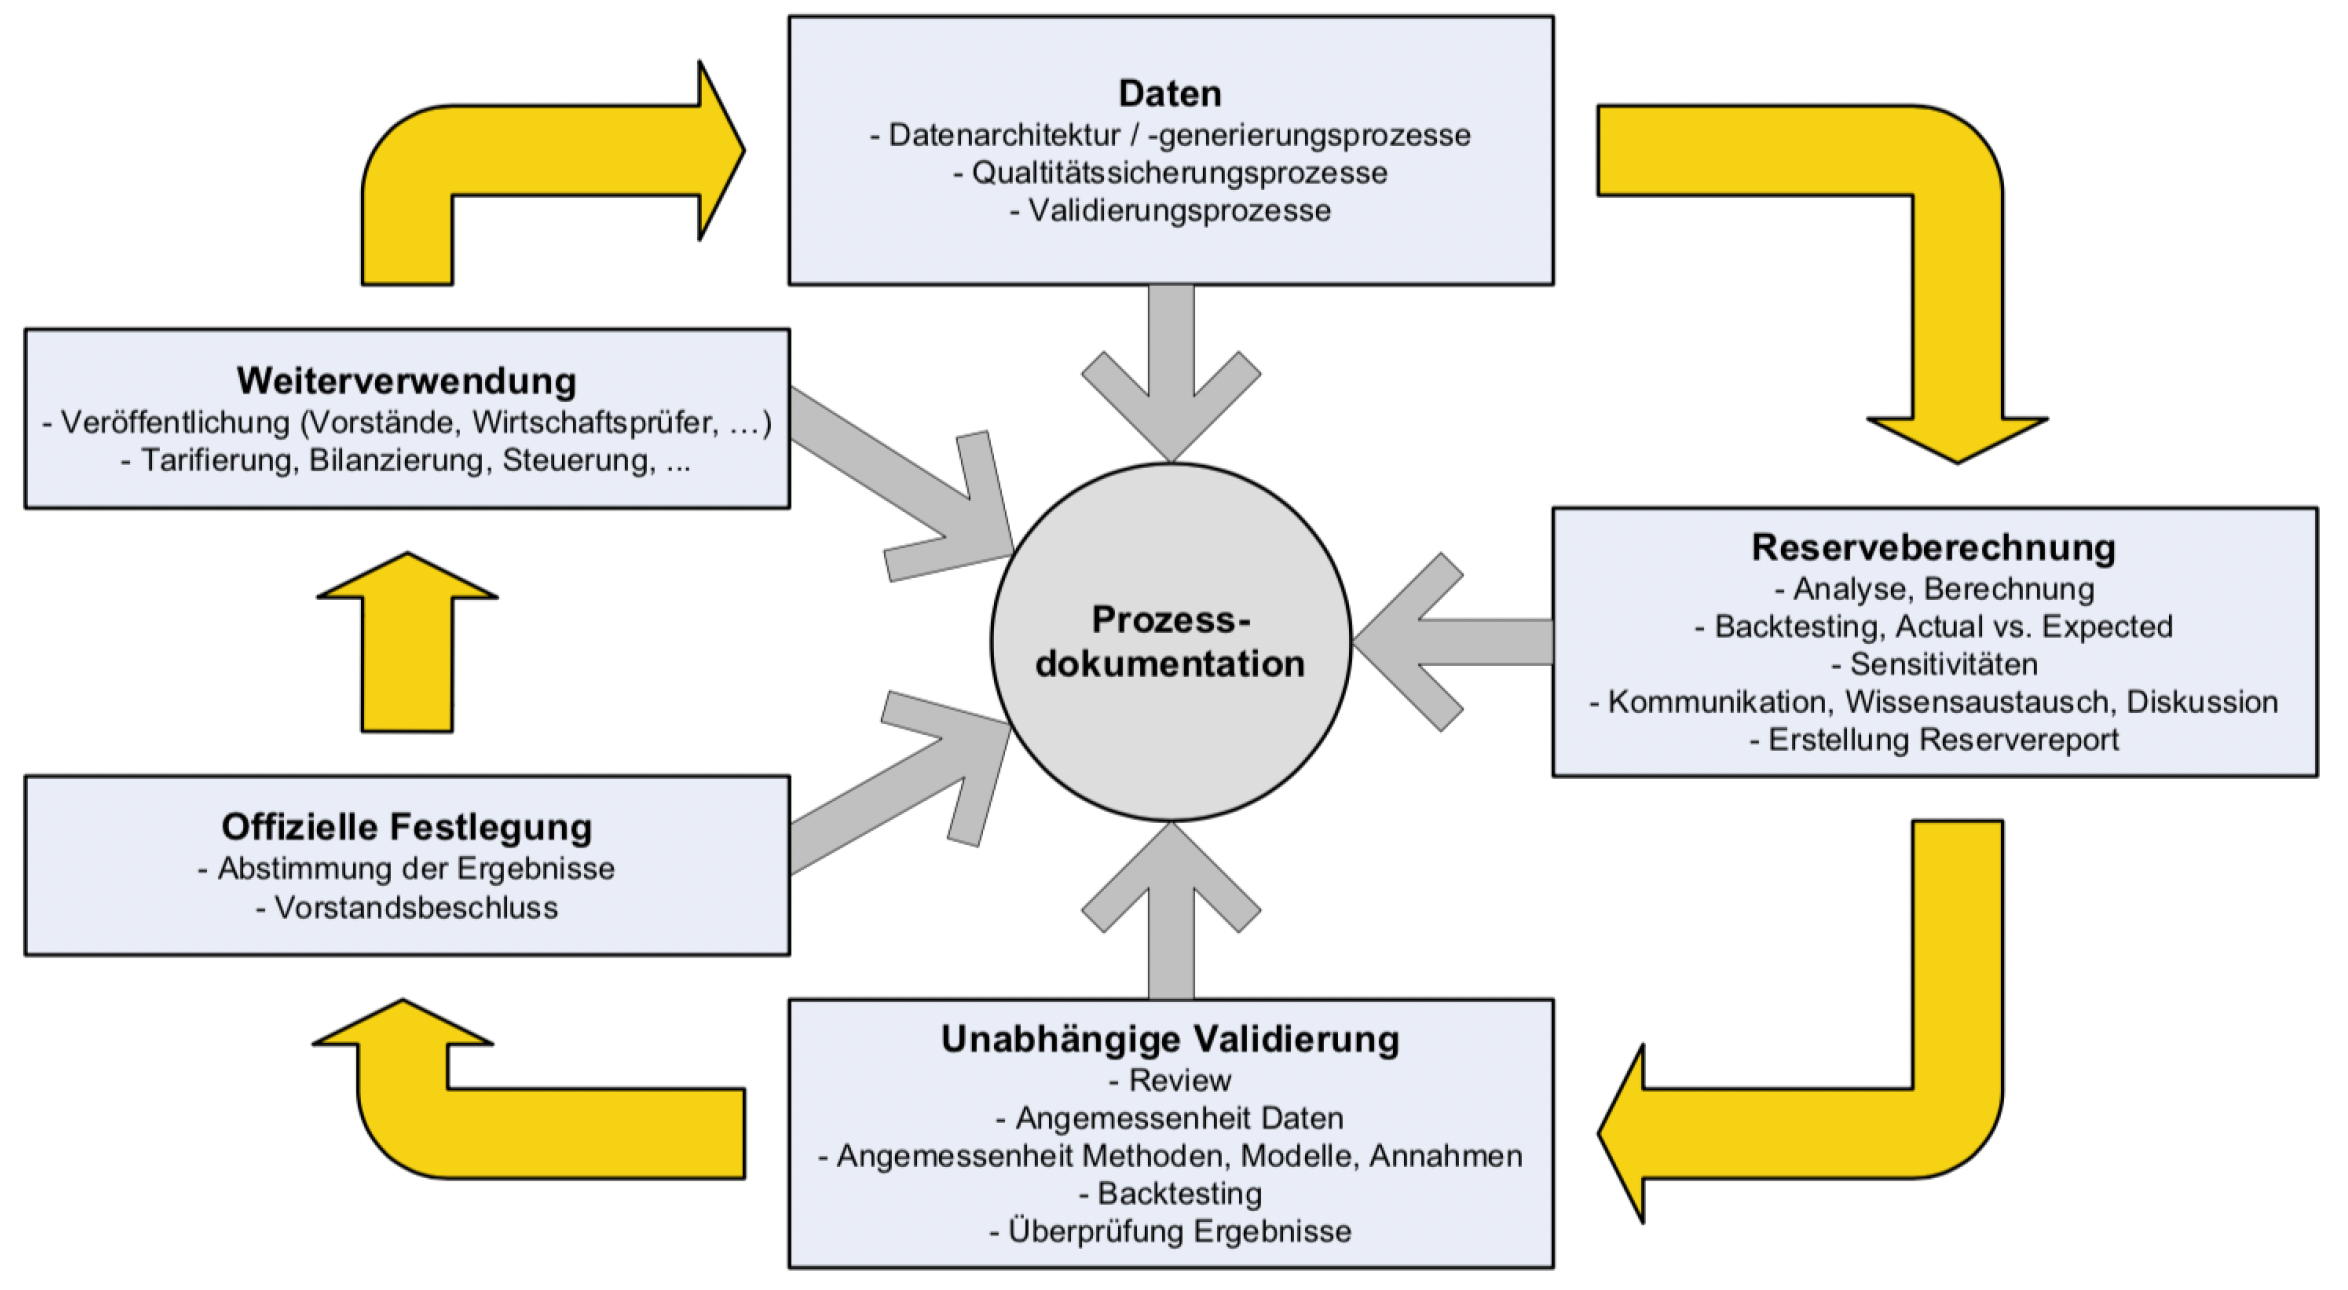 Daten
- Datenarchitektur / -generierungsprozesse
- Qualtitätssicherungsprozesse
- Validierungsprozesse
Weiterverwendung
- Veröffentlichung (Vorstände, Wirtschaftsprüfer, …)
- Tarifierung, Bilanzierung, Steuerung, ...
Reserveberechnung
- Analyse, Berechnung
- Backtesting, Actual vs. Expected
- Sensitivitäten
- Kommunikation, Wissensaustausch, Diskussion
- Erstellung Reservereport
Prozess-
dokumentation
Offizielle Festlegung
- Abstimmung der Ergebnisse
- Vorstandsbeschluss
Unabhängige Validierung
- Review
- Angemessenheit Daten
- Angemessenheit Methoden, Modelle, Annahmen
- Backtesting
- Überprüfung Ergebnisse